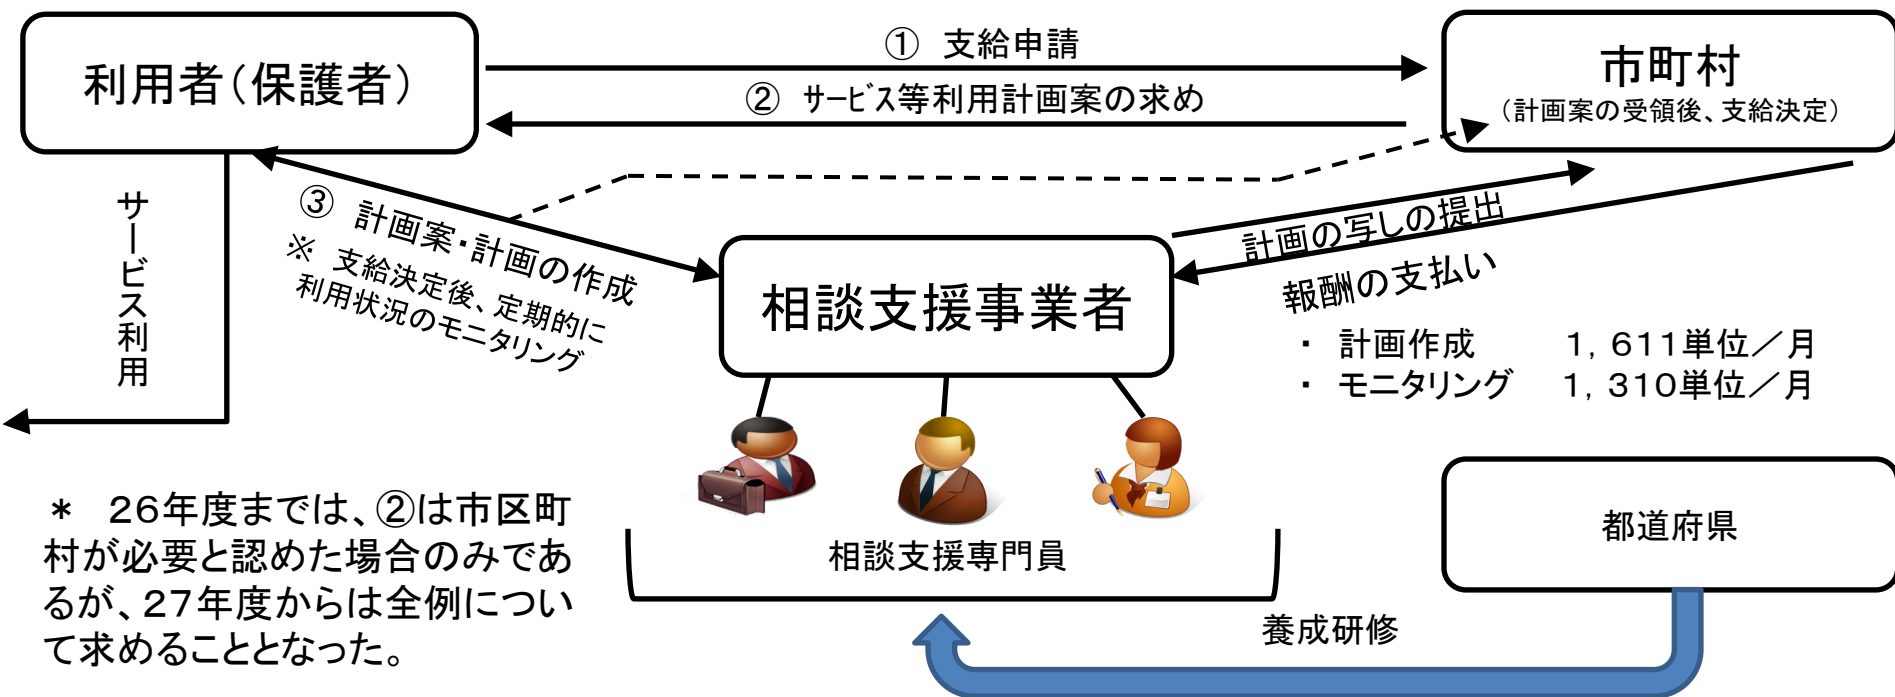 利用者（保護者）
① 支給申請
② サービス等利用計画案の求め
市町村
（計画案の受領後、支給決定）
サービス利用
③ 計画案・計画の作成
※ 支給決定後、定期的に
利用状況のモニタリング
相談支援事業者
計画の写しの提出
報酬の支払い
・ 計画作成 １，６１１単位／月
・ モニタリング １，３１０単位／月
相談支援専門員
都道府県
養成研修
＊ ２６年度までは、②は市区町
村が必要と認めた場合のみであ
るが、２７年度からは全例につい
て求めることとなった。